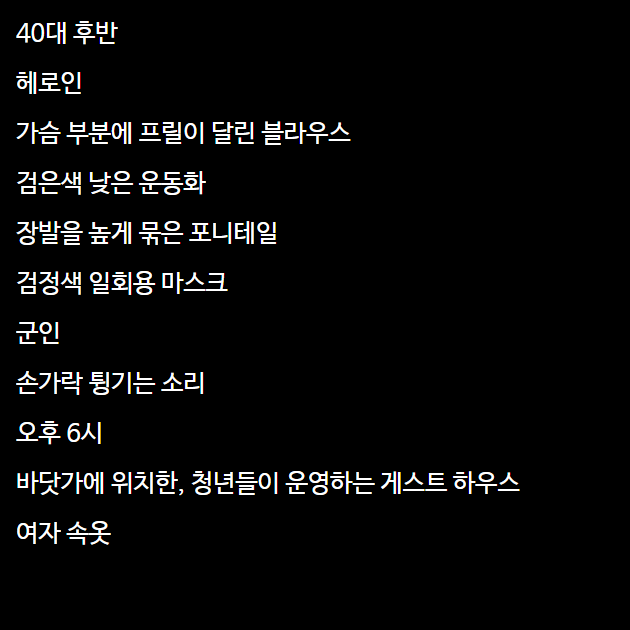 40대 후반
헤로인
가슴 부분에 프릴이 달린 블라우스
검은색 낮은 운동화
장발을 높게 묶은 포니테일
검정색 일회용 마스크
군인
손가락 튕기는 소리
오후 6시
바닷가에 위치한, 청년들이 운영하는 게스트 하우스
여자 속옷